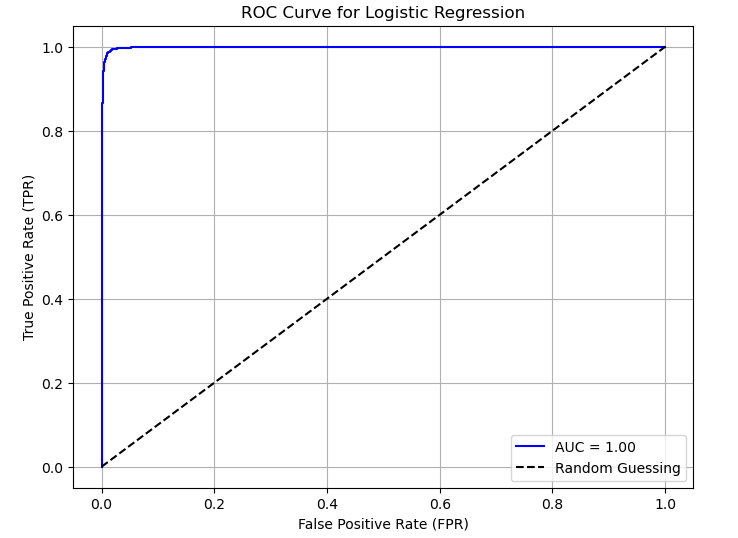 ROC Curve for Logistic Regression
1.0
0.8
0.6
0.4
0.2
0.0
True Positive Rate (TPR)
AUC = 1.00
Random Guessing
0.0 0.2 0.4 0.6 0.8 1.0
False Positive Rate (FPR)